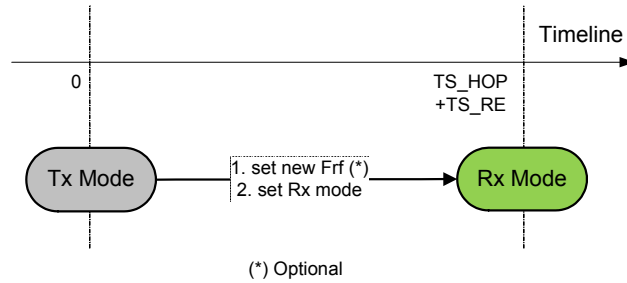 Timeline
0
TS_HOP
+TS_RE
Tx Mode
1. set new Frf (*)
2. set Rx mode
Rx Mode
(*) Optional